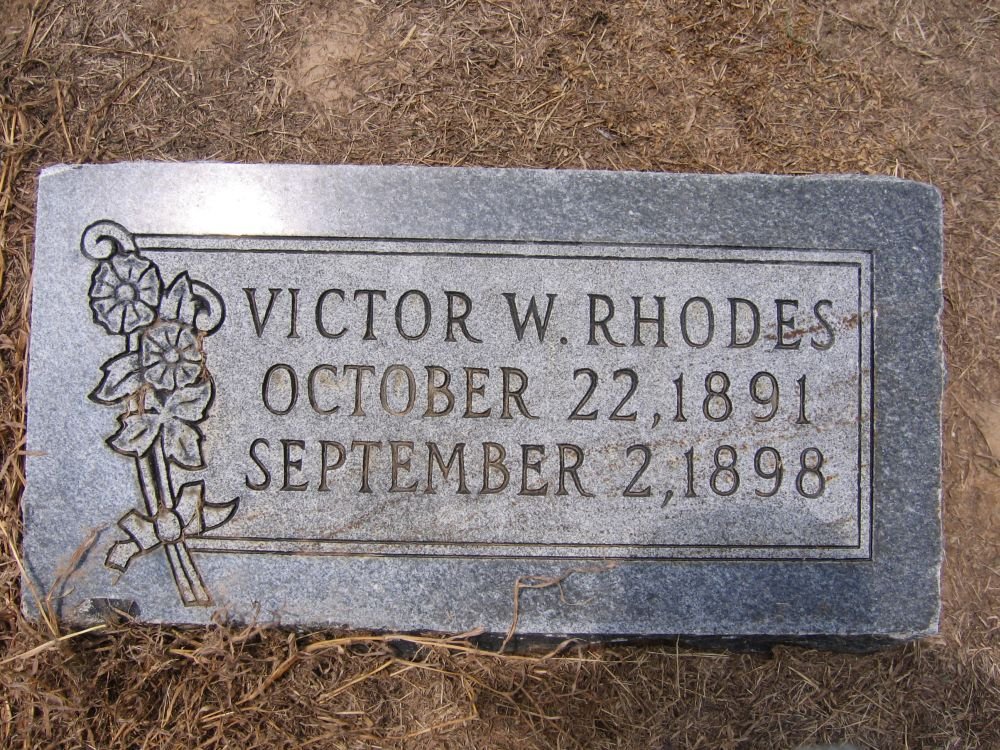 VICTOR W. RHODES
OCTOBER 22, 1891
SEPTEMBER 2, 1898